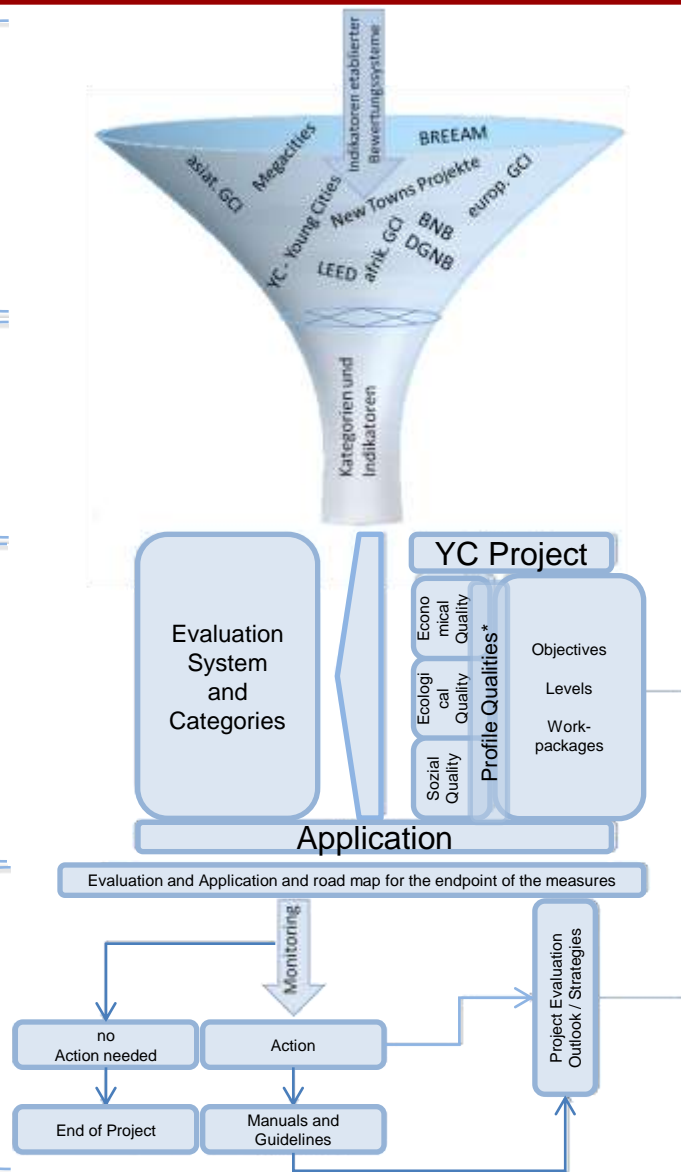 Indikatoren etablierter
Bewertungssysteme
BREEAM
Megacities
asiat. GCI
New Towns Projekte
europ. GCI
YC - Young Cities
LEED
afrik. GCI
BNB
DGNB
Kategorien und
Indikatoren
YC Project
Evaluation
System
and
Categories
Econo
mical
Quality
Ecologi
cal
Quality
Sozial
Quality
Profile Qualities*
Objectives
Levels
Work-
packages
Application
Evaluation and Application and road map for the endpoint of the measures
Monitoring
Project Evaluation
Outlook / Strategies
no
Action needed
Action
End of Project
Manuals and
Guidelines